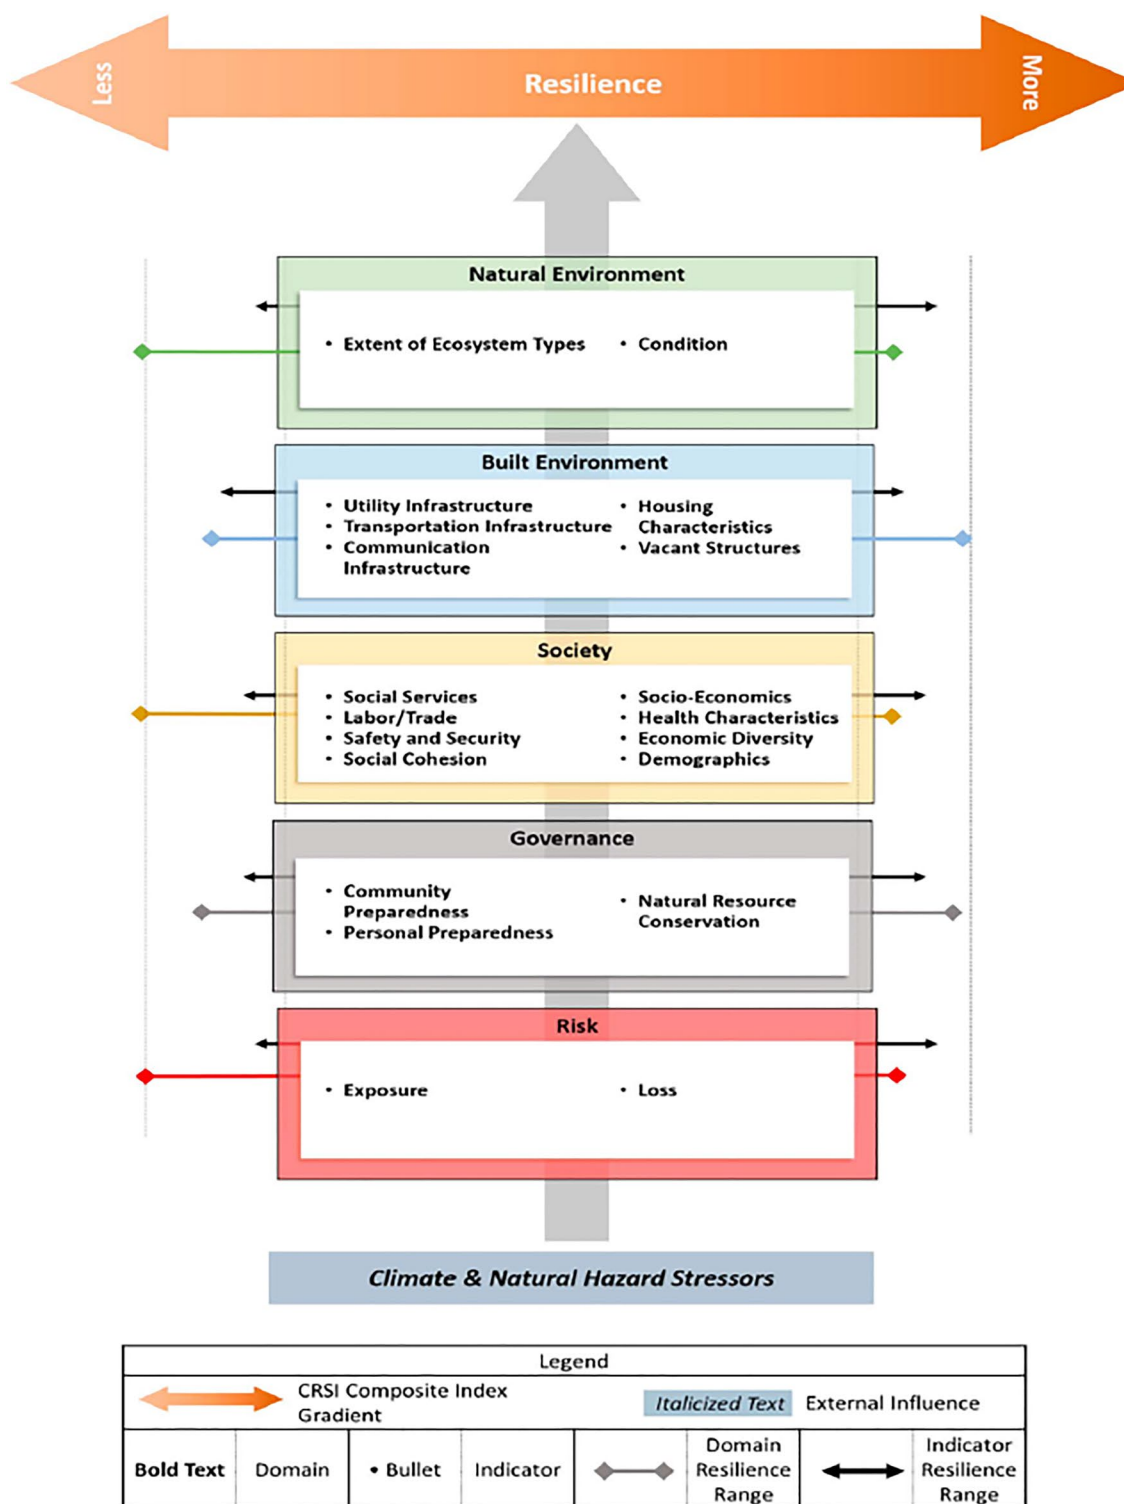 Less
Resilience
More
Natural Environment
• Extent of Ecosystem Types
• Condition
Built Environment
• Utility Infrastructure
• Transportation Infrastructure
• Communication
Infrastructure
• Housing
Characteristics
• Vacant Structures
Society
• Social Services
• Labor/Trade
• Safety and Security
• Social Cohesion
• Socio-Economics
• Health Characteristics
• Economic Diversity
• Demographics
Governance
• Community
Preparedness
• Personal Preparedness
• Natural Resource
Conservation
Risk
• Exposure
• Loss
Climate & Natural Hazard Stressors
Legend
CRSI Composite Index
Gradient
Italicized Text
External Influence
Bold Text
Domain
• Bullet
Indicator
Domain
Resilience
Range
Indicator
Resilience
Range